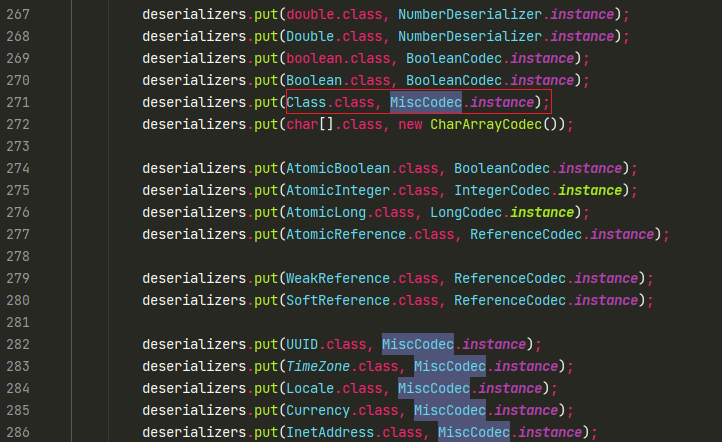 267 deserializers.put(double.class, NumberDeserializer.instance);
268 deserializers.put(Double.class, NumberDeserializer.instance);
269 deserializers.put(boolean.class, BooleanCodec.instance);
270 deserializers.put(Boolean.class, BooleanCodec.instance);
271 deserializers.put(Class.class, MiscCodec.instance);
272 deserializers.put(char[].class, new CharArrayCodec());
273
274 deserializers.put(AtomicBoolean.class, BooleanCodec.instance);
275 deserializers.put(AtomicInteger.class, IntegerCodec.instance);
276 deserializers.put(AtomicLong.class, LongCodec.instance);
277 deserializers.put(AtomicReference.class, ReferenceCodec.instance);
278
279 deserializers.put(WeakReference.class, ReferenceCodec.instance);
280 deserializers.put(SoftReference.class, ReferenceCodec.instance);
281
282 deserializers.put(UUID.class, MiscCodec.instance);
283 deserializers.put(TimeZone.class, MiscCodec.instance);
284 deserializers.put(Locale.class, MiscCodec.instance);
285 deserializers.put(Currency.class, MiscCodec.instance);
286 deserializers.put(InetAddress.class, MiscCodec.instance);